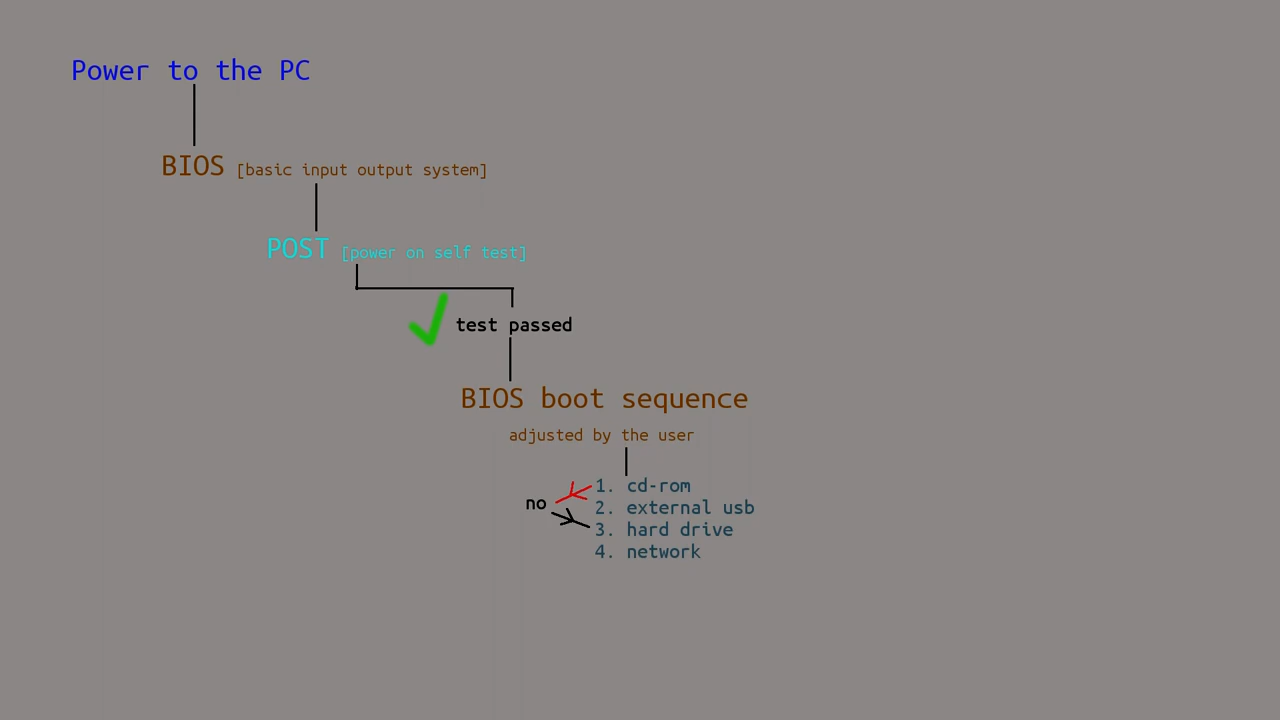 Power to the PC
BIOS [basic input output system]
POST [power on self test]
test passed
BIOS boot sequence
adjusted by the user
1. cd-rom
no
2. external usb
3. hard drive
4. network